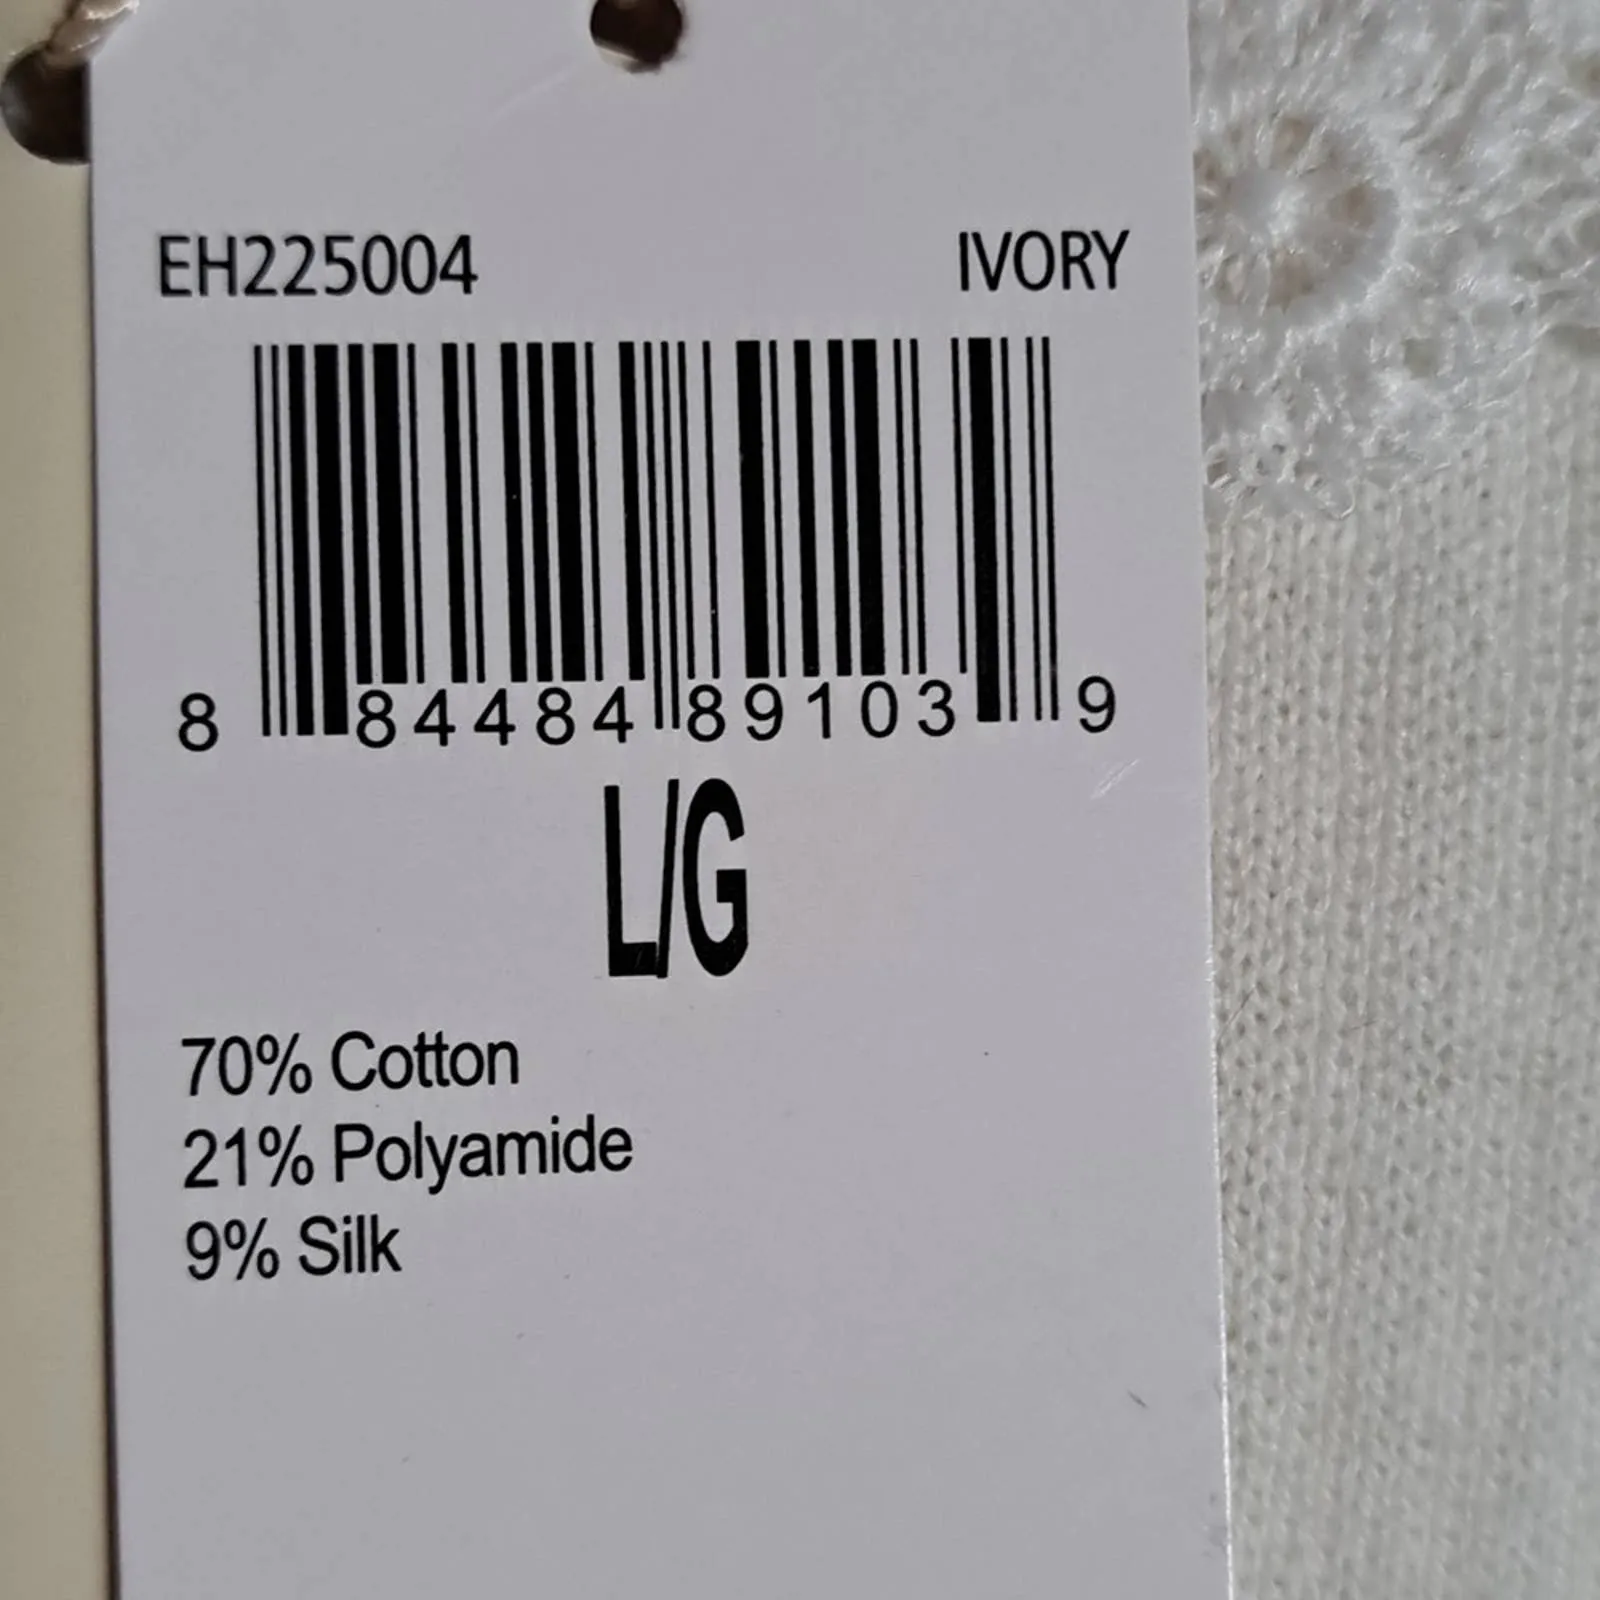 EH225004 IVORY
8 84484 89103 9
L/G
70% Cotton
21% Polyamide
9% Silk